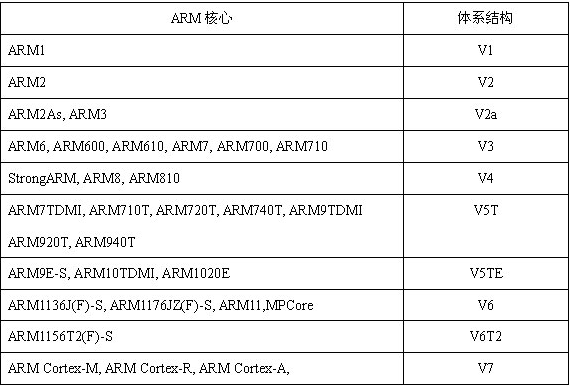 ARM 核心 体系结构
ARM1 V1
ARM2 V2
ARM2As, ARM3 V2a
ARM6, ARM600, ARM610, ARM7, ARM700, ARM710 V3
StrongARM, ARM8, ARM810 V4
ARM7TDMI, ARM710T, ARM720T, ARM740T, ARM9TDMI V5T
ARM920T, ARM940T
ARM9E-S, ARM10TDMI, ARM1020E V5TE
ARM1136J(F)-S, ARM1176JZ(F)-S, ARM11,MPCore V6
ARM1156T2(F)-S V6T2
ARM Cortex-M, ARM Cortex-R, ARM Cortex-A, V7